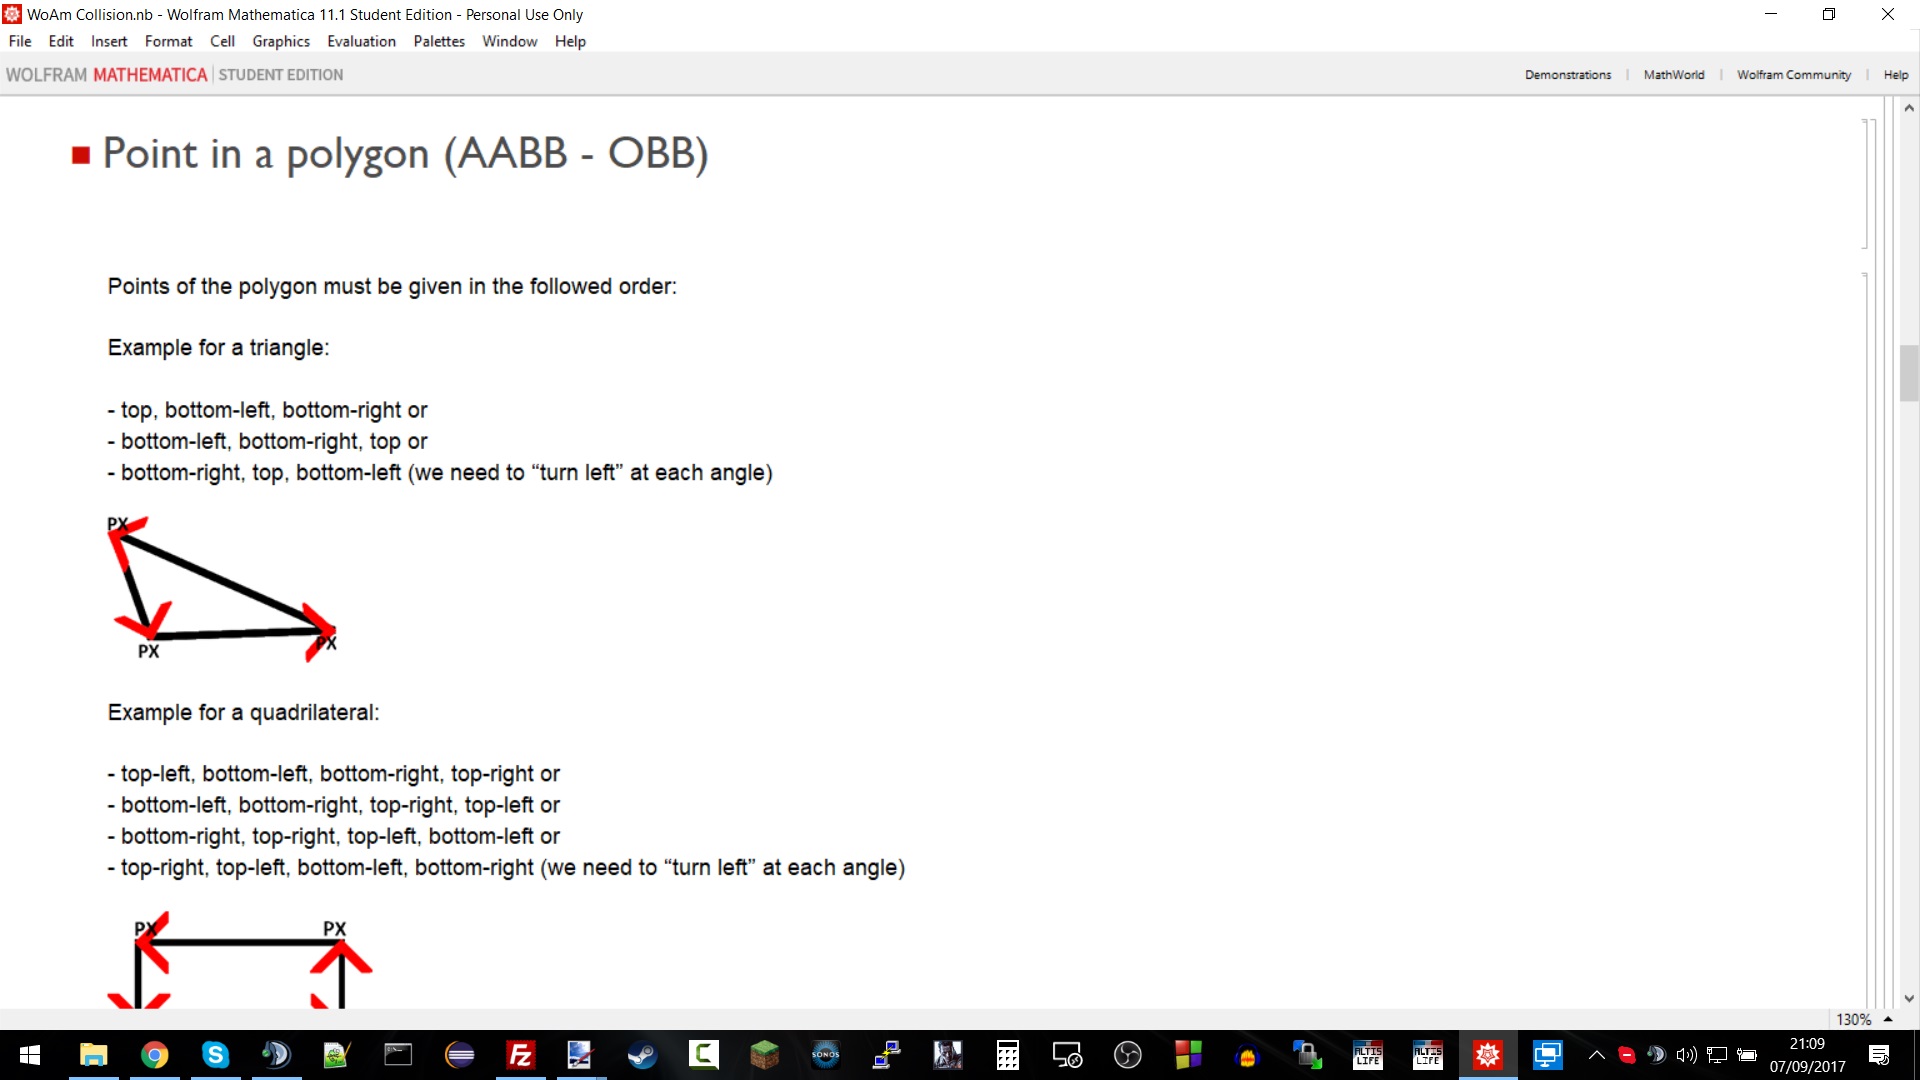 WoAm Collision.nb - Wolfram Mathematica 11.1 Student Edition - Personal Use Only
File Edit Insert Format Cell Graphics Evaluation Palettes Window Help
WOLFRAM MATHEMATICA STUDENT EDITION Demonstrations MathWorld Wolfram Community Help
Point in a polygon (AABB - OBB)
Points of the polygon must be given in the followed order:
Example for a triangle:
- top, bottom-left, bottom-right or
- bottom-left, bottom-right, top or
- bottom-right, top, bottom-left (we need to “turn left” at each angle)
PX
PX
PX
Example for a quadrilateral:
- top-left, bottom-left, bottom-right, top-right or
- bottom-left, bottom-right, top-right, top-left or
- bottom-right, top-right, top-left, bottom-left or
- top-right, top-left, bottom-left, bottom-right (we need to “turn left” at each angle)
PX PX
130%
SONOS
ALTIS LIFE
ALTIS LIFE
21:09
07/09/2017